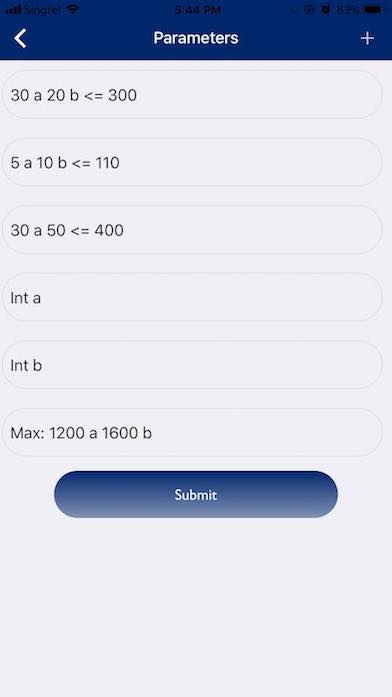 Singtel 5:44 PM 83%
Parameters +
30 a 20 b <= 300
5 a 10 b <= 110
30 a 50 <= 400
Int a
Int b
Max: 1200 a 1600 b
Submit